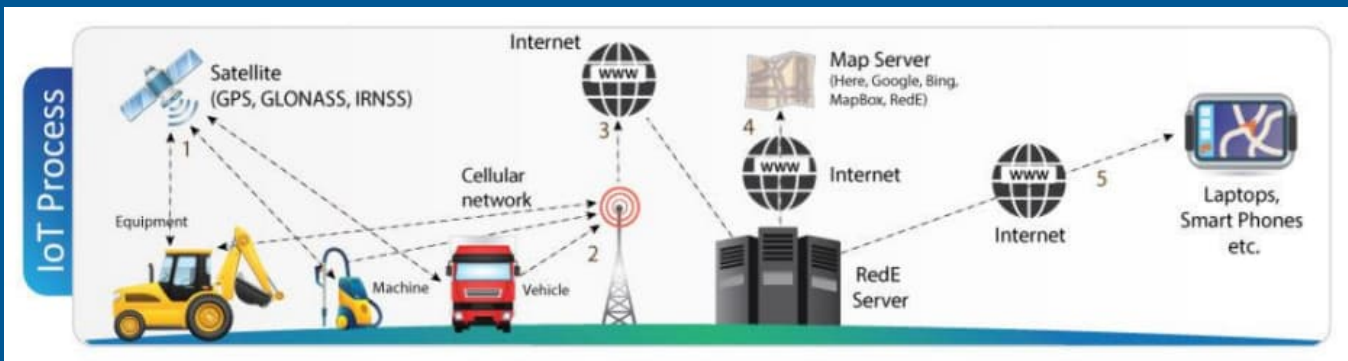 IoT Process
Satellite
(GPS, GLONASS, IRNSS)
1
Equipment
Machine
Vehicle
Cellular
network
2
Internet
www
3
Map Server
(Here, Google, Bing,
MapBox, RedE)
4
www
Internet
RedE
Server
www
Internet
5
Laptops,
Smart Phones
etc.